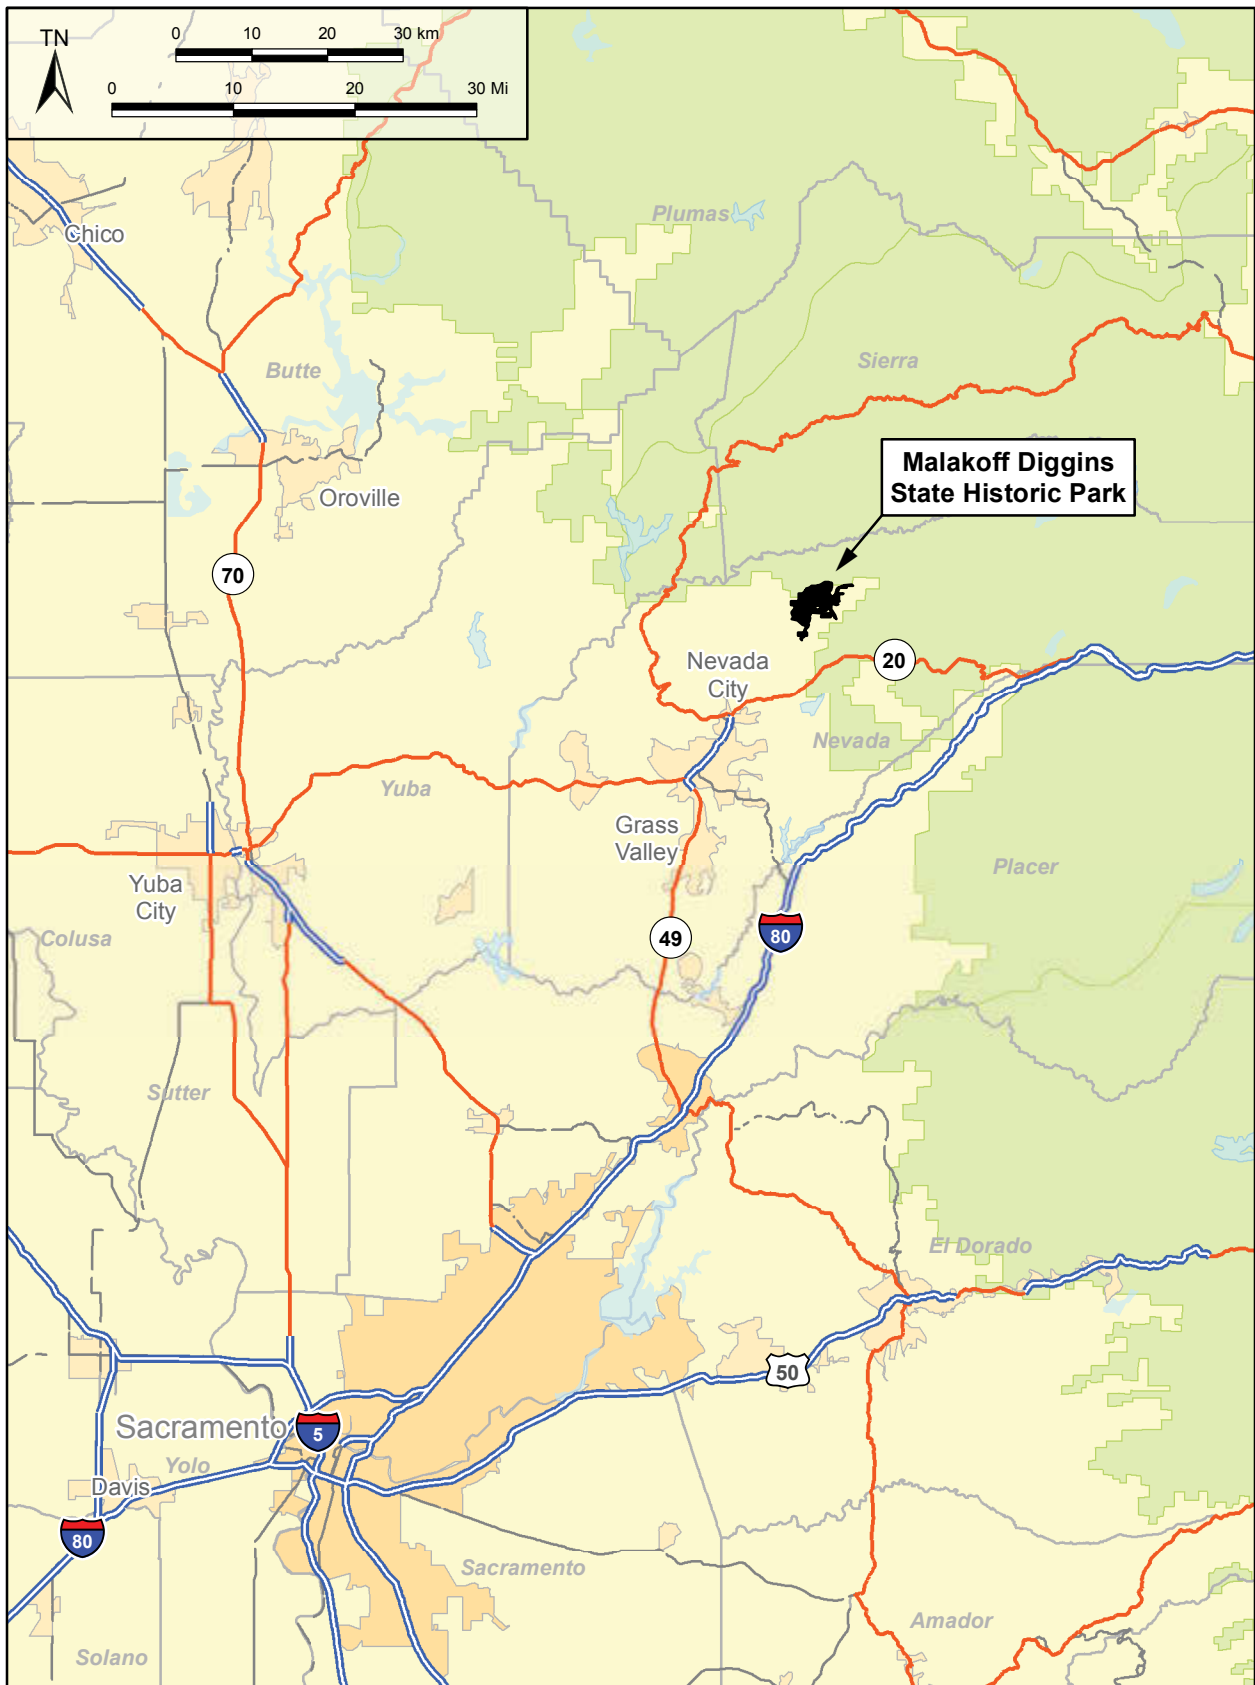 TN
0 10 20 30 km
0 10 20 30 Mi
Chico
Plumas
Butte
Sierra
Malakoff Diggins
State Historic Park
Oroville
70
Nevada
City
20
Nevada
Yuba
Grass
Valley
Placer
Yuba
City
Colusa
49
80
Sutter
El Dorado
50
Sacramento
5
Yolo
Davis
80
Sacramento
Amador
Solano